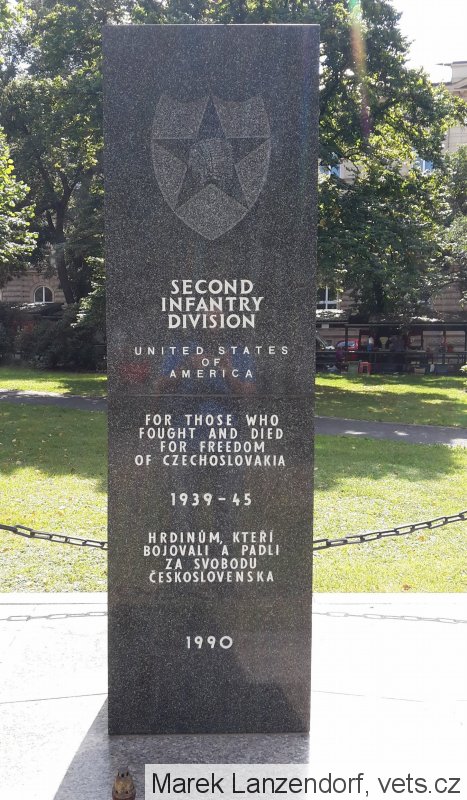 SECOND
INFANTRY
DIVISION
UNITED STATES
OF
AMERICA
FOR THOSE WHO
FOUGHT AND DIED
FOR FREEDOM
OF CZECHOSLOVAKIA
1939-45
HRDINŮM, KTEŘÍ
BOJOVALI A PADLI
ZA SVOBODU
ČESKOSLOVENSKA
1990
Marek Lanzendorf, vets.cz